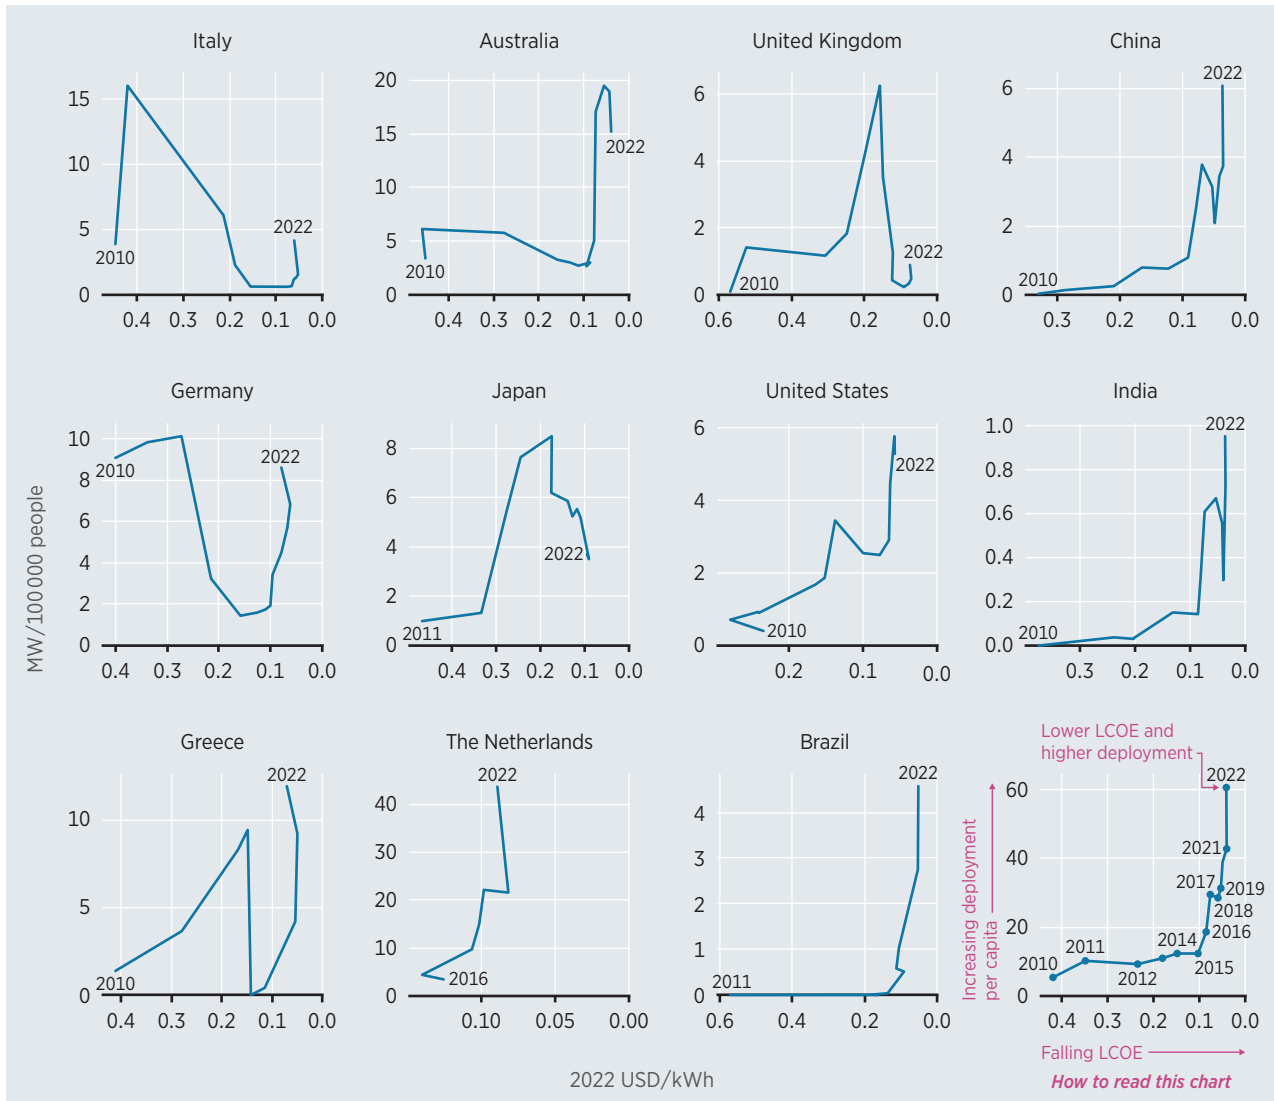 Italy
15
10
5
0
2010
2022
0.4 0.3 0.2 0.1 0.0
Australia
20
15
10
5
0
2010
2022
0.4 0.3 0.2 0.1 0.0
United Kingdom
6
4
2
0
2010
2022
0.6 0.4 0.2 0.0
China
6
4
2
0
2010
2022
0.3 0.2 0.1 0.0
MW/100 000 people
Germany
10
8
6
4
2
0
2010
2022
0.4 0.3 0.2 0.1 0.0
Japan
8
6
4
2
0
2011
2022
0.4 0.3 0.2 0.1 0.0
United States
6
4
2
0
2010
2022
0.2 0.0
India
1.0
0.8
0.6
0.4
0.2
0.0
2010
2022
0.3 0.2 0.1 0.0
Greece
10
5
0
2010
2022
0.4 0.3 0.2 0.1 0.0
The Netherlands
40
30
20
10
0
2016
2022
0.10 0.05 0.00
Brazil
4
3
2
1
0
2011
2022
0.6 0.4 0.2 0.0
Lower LCOE and
higher deployment
Increasing deployment
per capita
60
40
20
0
2010
2011
2012
2014
2015
2016
2017
2018
2019
2021
2022
0.4 0.3 0.2 0.1 0.0
Falling LCOE
How to read this chart
2022 USD/kWh